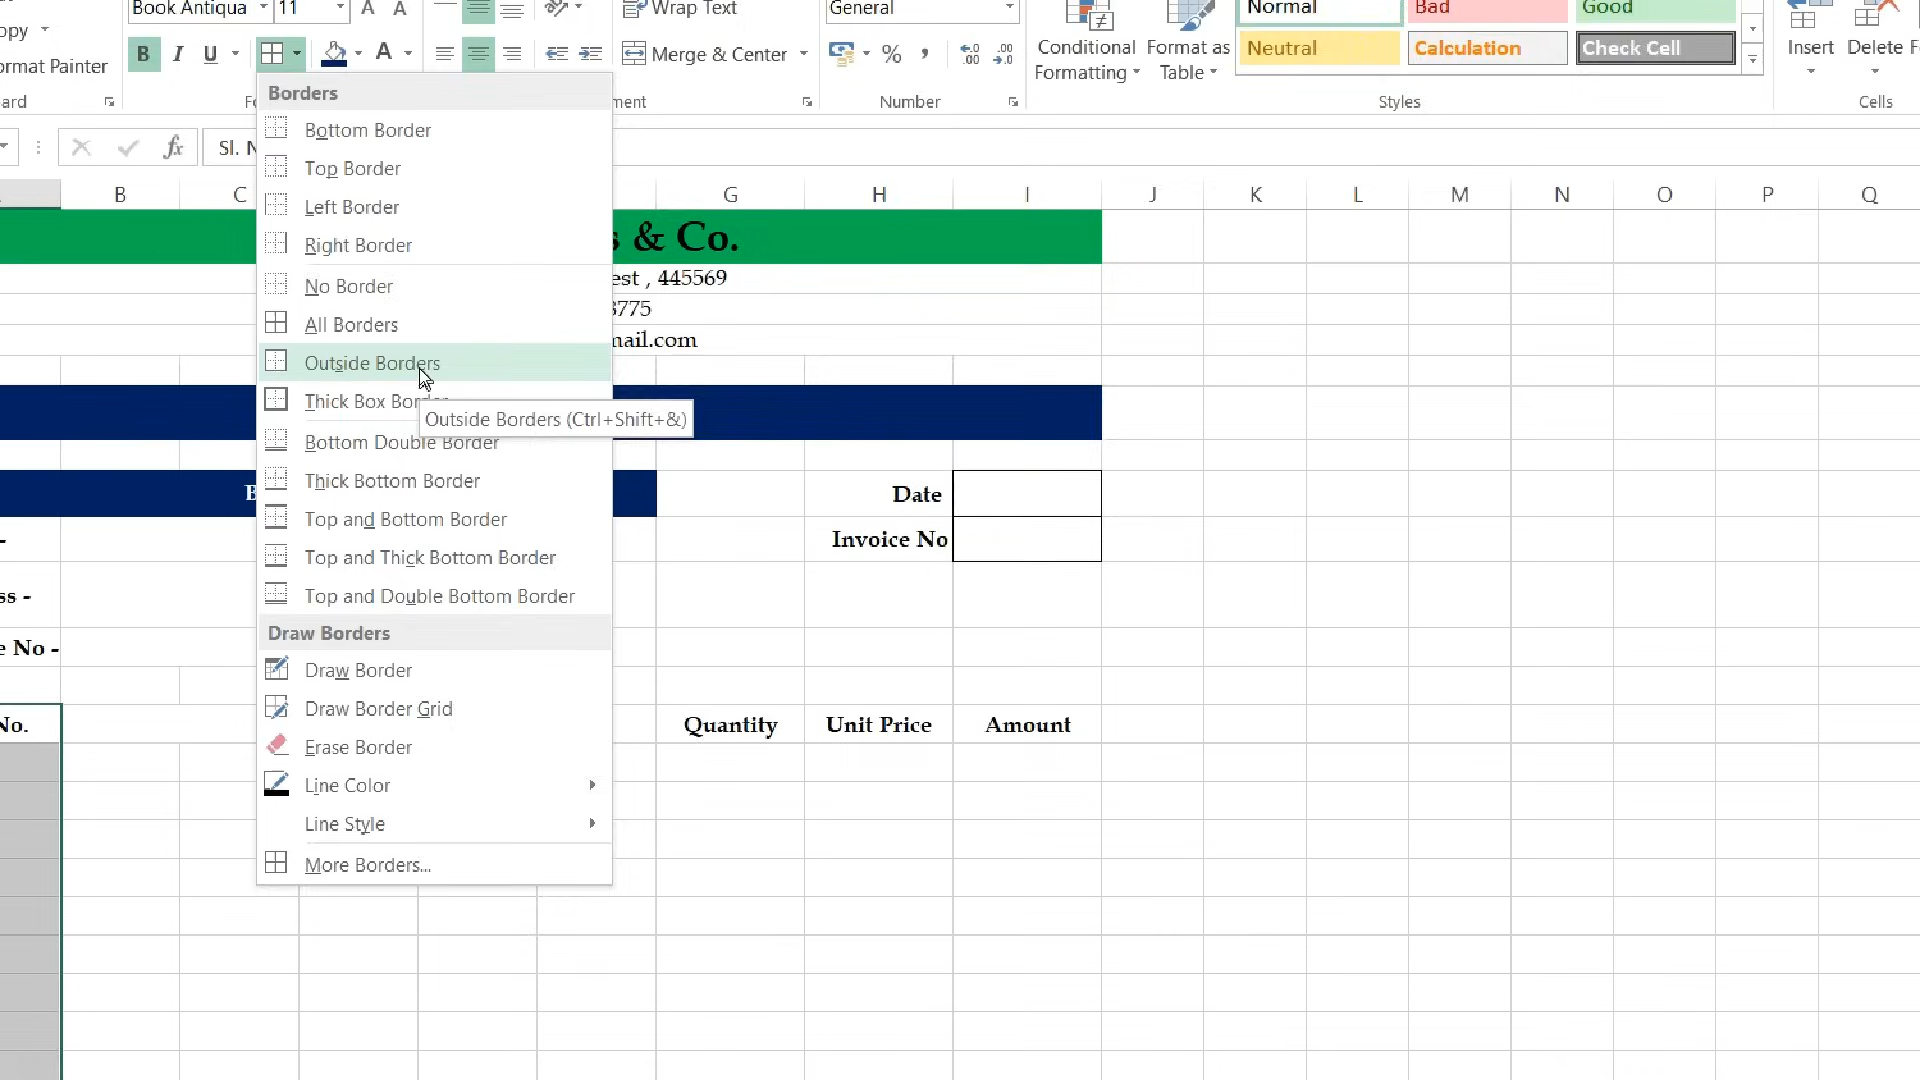 Book Antiqua 11 A A Wrap Text General Normal Bad Good
opy
B I U A Merge & Center % , .00 .00 Conditional Formatting Format as Table Neutral Calculation Check Cell Insert Delete
ormat Painter
ard ment Number Styles Cells
fx Sl. N
B C G H I J K L M N O P Q
Borders
Bottom Border
Top Border
Left Border
Right Border
No Border
All Borders
Outside Borders
Thick Box Border
Outside Borders (Ctrl+Shift+&)
Bottom Double Border
Thick Bottom Border
Top and Bottom Border
Top and Thick Bottom Border
Top and Double Bottom Border
Draw Borders
Draw Border
Draw Border Grid
Erase Border
Line Color
Line Style
More Borders...
s & Co.
est , 445569
3775
mail.com
B
Date
- Invoice No
ss -
e No -
No. Quantity Unit Price Amount